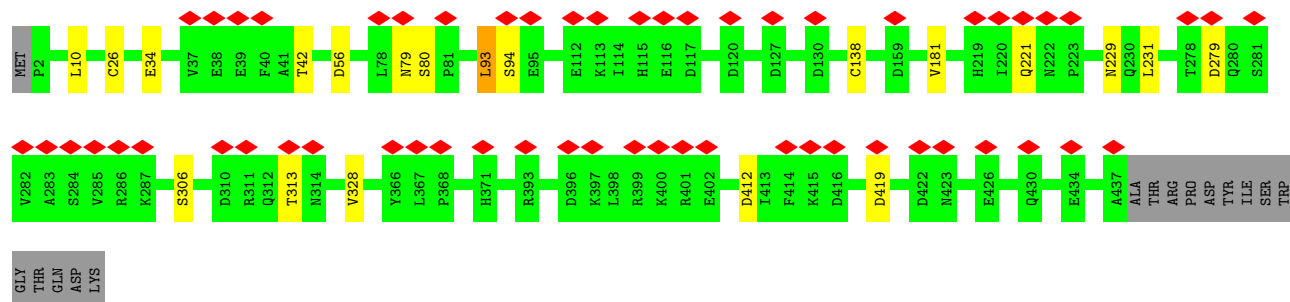 MET P2 L10 C26 E34 V37 E38 E39 F40 A41 T42 D56 L78 N79 S80 P81 L93 S94 E95 E112 K113 I114 H115 E116 D117 D120 D127 D130 C138 D159 V181 H219 I220 Q221 N222 P223 N229 Q230 L231 T278 D279 Q280 S281
V282 A283 S284 V285 R286 K287 S306 D310 R311 Q312 T313 N314 V328 Y366 L367 P368 H371 R393 D396 K397 L398 R399 K400 R401 E402 D412 I413 F414 K415 D416 D419 D422 N423 E426 Q430 E434 A437 ALA THR ARG PRO ASP TYR ILE SER TRP
GLY THR GLN ASP LYS